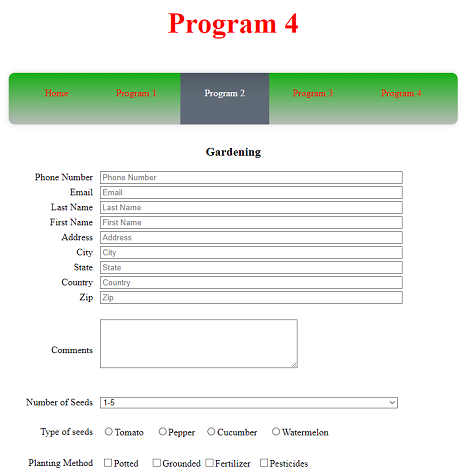 Program 4
Home Program 1 Program 2 Program 3 Program 4
Gardening
Phone Number Phone Number
Email Email
Last Name Last Name
First Name First Name
Address Address
City City
State State
Country Country
Zip Zip
Comments
Number of Seeds 1-5
Type of seeds Tomato Pepper Cucumber Watermelon
Planting Method Potted Grounded Fertilizer Pesticides